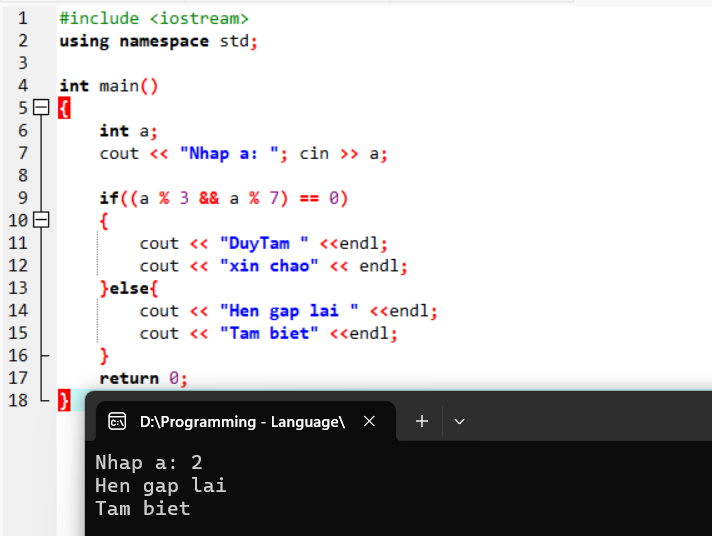 1 #include <iostream>
2 using namespace std;
3
4 int main()
5 {
6 int a;
7 cout << "Nhap a: "; cin >> a;
8
9 if((a % 3 && a % 7) == 0)
10 {
11 cout << "DuyTam " <<endl;
12 cout << "xin chao" << endl;
13 }else{
14 cout << "Hen gap lai " <<endl;
15 cout << "Tam biet" <<endl;
16 }
17 return 0;
18 }
D:\Programming - Language\
Nhap a: 2
Hen gap lai
Tam biet